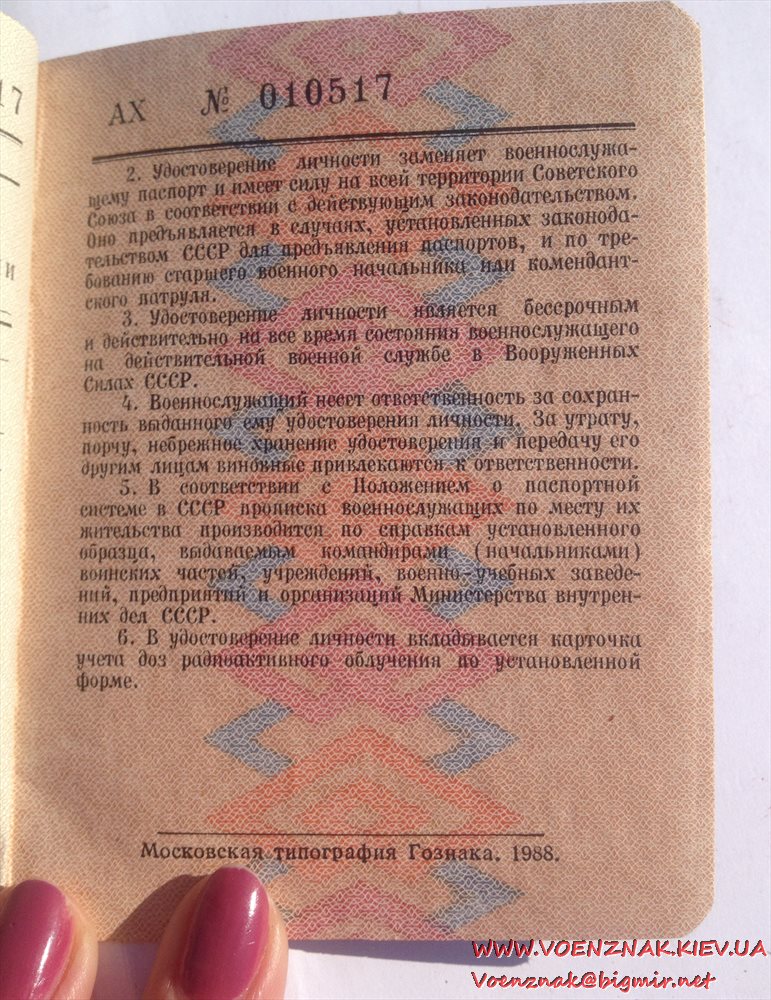 17
АХ № 010517
2. Удостоверение личности заменяет военнослужа-
щему паспорт и имеет силу на всей территории Советского
Союза в соответствии с действующим законодательством.
Оно предъявляется в случаях, установленных законода-
тельством СССР для предъявления паспортов, и по тре-
бованию старшего военного начальника или комендант-
ского патруля.
3. Удостоверение личности является бессрочным
и действительно на все время состояния военнослужащего
на действительной военной службе в Вооруженных
Силах СССР.
4. Военнослужащий несет ответственность за сохран-
ность выданного ему удостоверения личности. За утрату,
порчу, небрежное хранение удостоверения и передачу его
другим лицам виновные привлекаются к ответственности.
5. В соответствии с Положением о паспортной
системе в СССР прописка военнослужащих по месту их
жительства производится по справкам установленного
образца, выдаваемым командирами (начальниками)
воинских частей, учреждений, военно-учебных заведе-
ний, предприятий и организаций Министерства внутрен-
них дел СССР.
6. В удостоверение личности вкладывается карточка
учета доз радиоактивного облучения по установленной
форме.
Московская типография Гознака. 1988.
WWW.VOENZNAK.KIEV.UA
Voenznak@bigmir.net